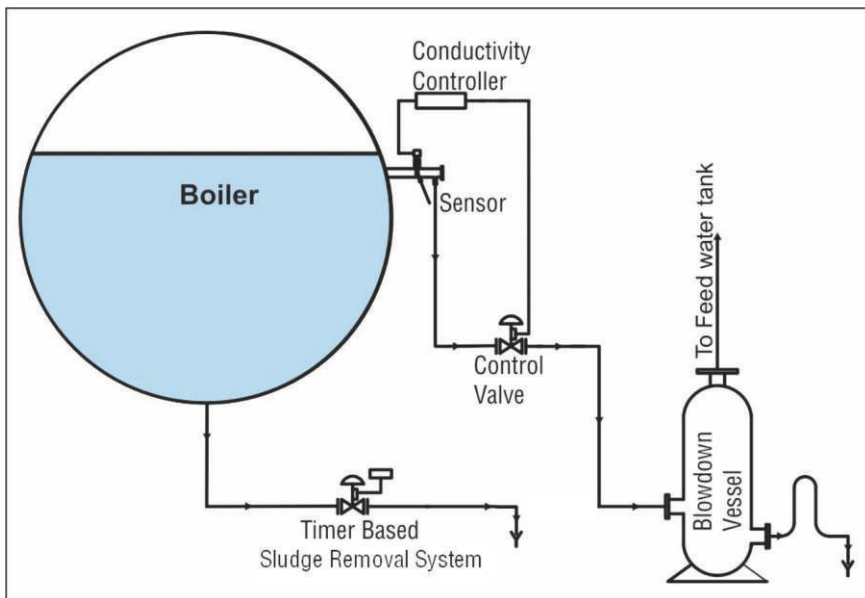 Conductivity
Controller
Boiler
Sensor
To Feed water tank
Control
Valve
Blowdown
Vessel
Timer Based
Sludge Removal System